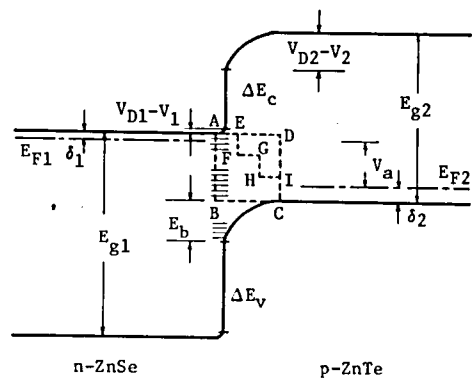 V_D2-V_2
ΔE_c
E_g2
V_D1-V_1
A
E
D
E_F1
δ_1
F
G
V_a
H
I
E_F2
B
C
δ_2
E_b
E_g1
ΔE_v
n-ZnSe
p-ZnTe